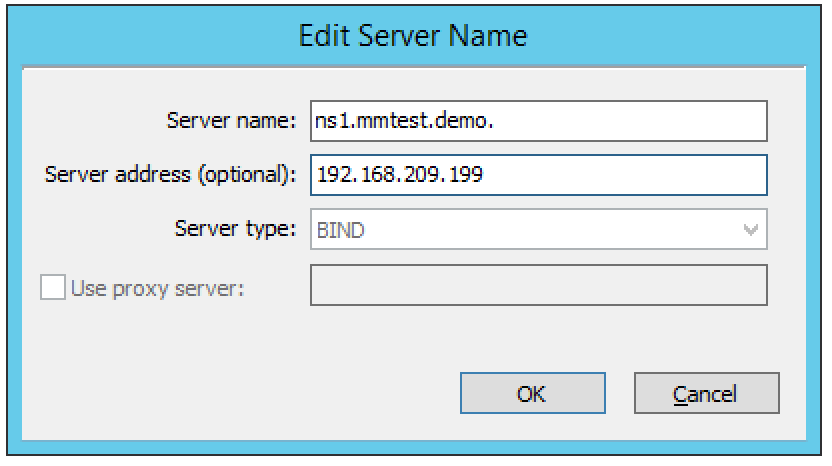 Edit Server Name
Server name: ns1.mmtest.demo.
Server address (optional): 192.168.209.199
Server type: BIND
Use proxy server:
OK Cancel